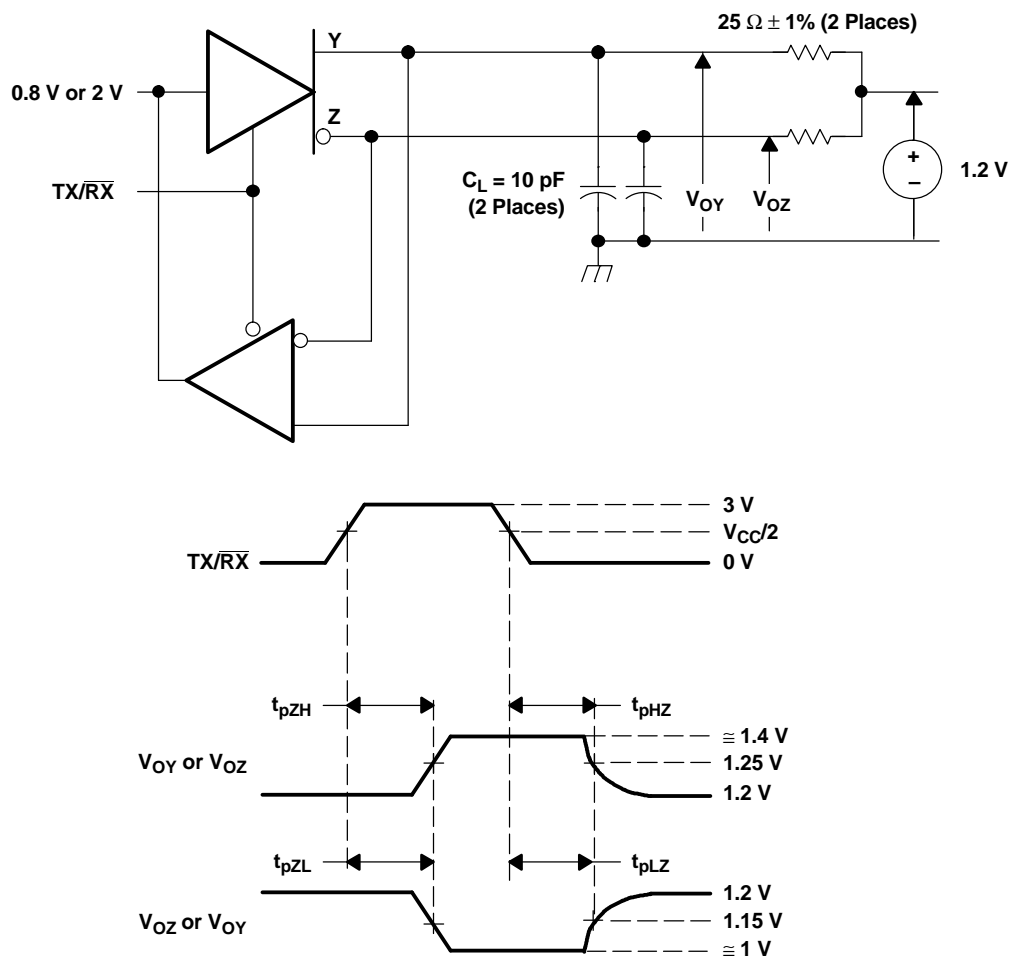 25 Ω ± 1% (2 Places)
Y
0.8 V or 2 V
Z
TX/R̅X̅
C_L = 10 pF
(2 Places)
V_OY
V_OZ
+
−
1.2 V
3 V
V_CC/2
TX/R̅X̅
0 V
t_pZH
t_pHZ
≅ 1.4 V
V_OY or V_OZ
1.25 V
1.2 V
t_pZL
t_pLZ
1.2 V
V_OZ or V_OY
1.15 V
≅ 1 V